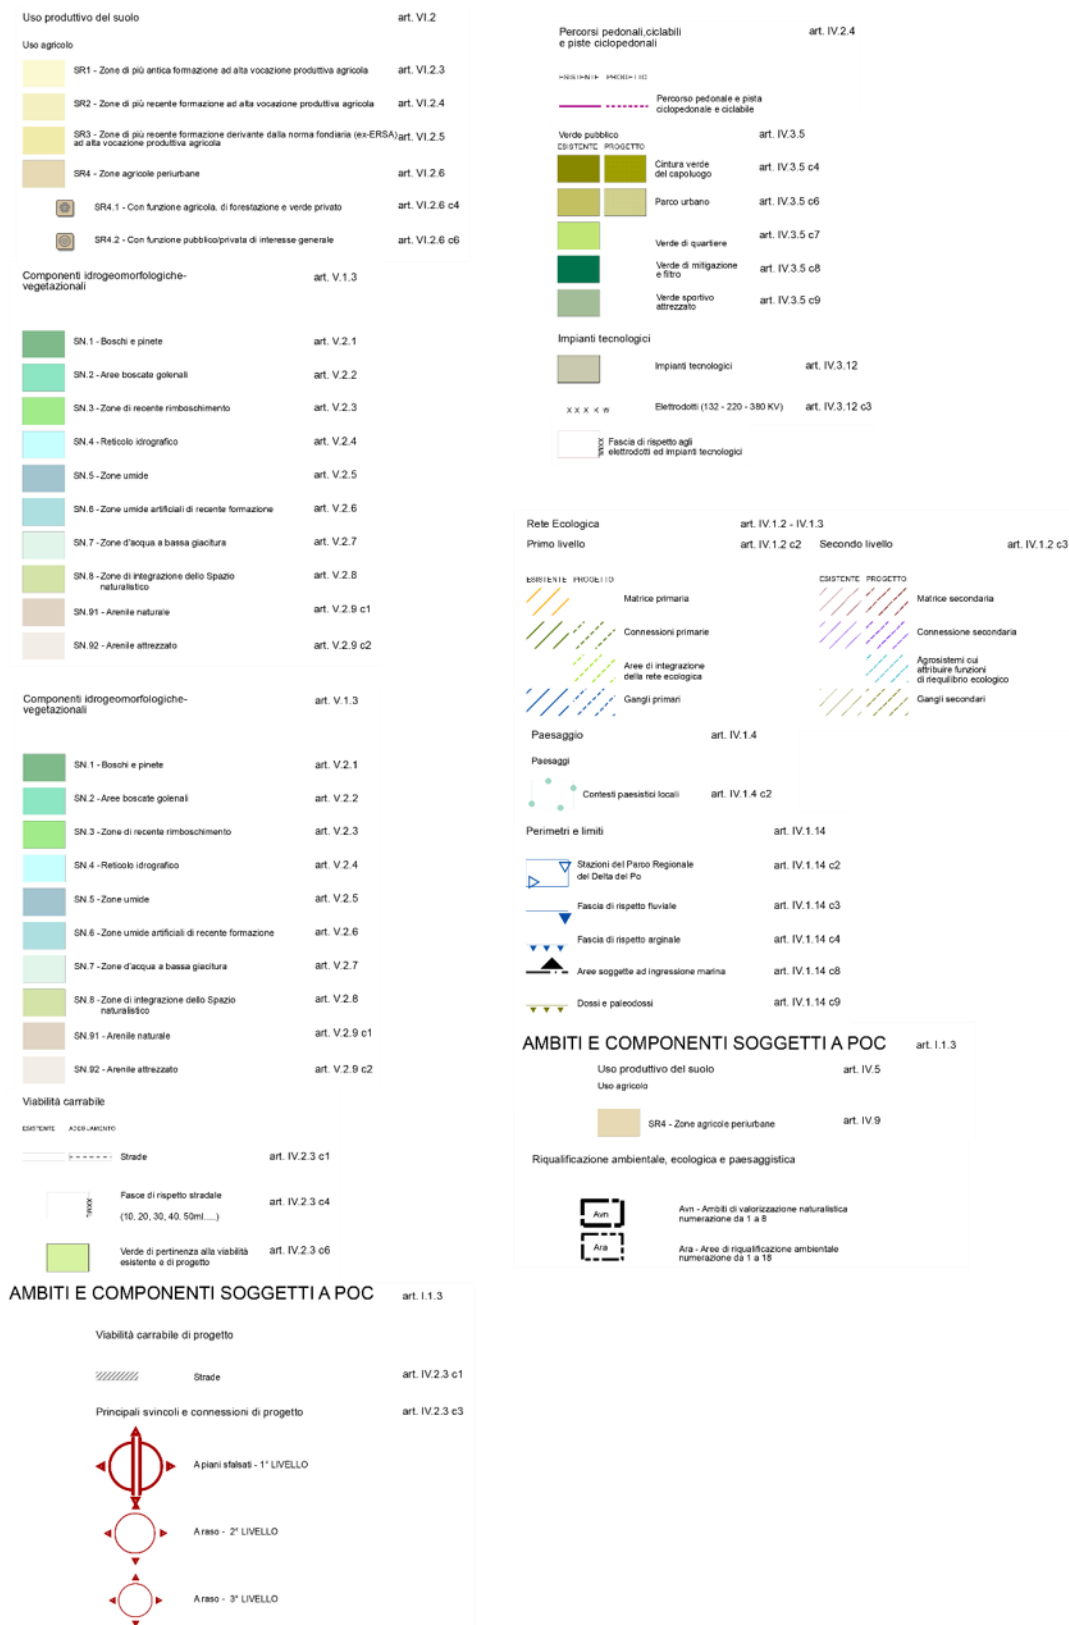 Uso produttivo del suolo art. VI.2
Uso agricolo
SR1 - Zone di più antica formazione ad alta vocazione produttiva agricola art. VI.2.3
SR2 - Zone di più recente formazione ad alta vocazione produttiva agricola art. VI.2.4
SR3 - Zone di più recente formazione derivante dalla norma fondiaria (ex-ERSA) art. VI.2.5
ad alta vocazione produttiva agricola
SR4 - Zone agricole periurbane art. VI.2.6
SR4.1 - Con funzione agricola, di forestazione e verde privato art. VI.2.6 c4
SR4.2 - Con funzione pubblico/privata di interesse generale art. VI.2.6 c6
Componenti idrogeomorfologiche- art. V.1.3
vegetazionali
SN.1 - Boschi e pinete art. V.2.1
SN.2 - Aree boscate golenali art. V.2.2
SN.3 - Zone di recente rimboschimento art. V.2.3
SN.4 - Reticolo idrografico art. V.2.4
SN.5 - Zone umide art. V.2.5
SN.6 - Zone umide artificiali di recente formazione art. V.2.6
SN.7 - Zone d'acqua a bassa giacitura art. V.2.7
SN.8 - Zone di integrazione dello Spazio art. V.2.8
naturalistico
SN.91 - Arenile naturale art. V.2.9 c1
SN.92 - Arenile attrezzato art. V.2.9 c2
Componenti idrogeomorfologiche- art. V.1.3
vegetazionali
SN.1 - Boschi e pinete art. V.2.1
SN.2 - Aree boscate golenali art. V.2.2
SN.3 - Zone di recente rimboschimento art. V.2.3
SN.4 - Reticolo idrografico art. V.2.4
SN.5 - Zone umide art. V.2.5
SN.6 - Zone umide artificiali di recente formazione art. V.2.6
SN.7 - Zone d'acqua a bassa giacitura art. V.2.7
SN.8 - Zone di integrazione dello Spazio art. V.2.8
naturalistico
SN.91 - Arenile naturale art. V.2.9 c1
SN.92 - Arenile attrezzato art. V.2.9 c2
Viabilità carrabile
ESISTENTE ADEGUAMENTO
Strade art. IV.2.3 c1
Fasce di rispetto stradale art. IV.2.3 c4
(10, 20, 30, 40, 50ml.....)
Verde di pertinenza alla viabilità art. IV.2.3 c6
esistente e di progetto
AMBITI E COMPONENTI SOGGETTI A POC art. I.1.3
Viabilità carrabile di progetto
Strade art. IV.2.3 c1
Principali svincoli e connessioni di progetto art. IV.2.3 c3
A piani sfalsati - 1° LIVELLO
A raso - 2° LIVELLO
A raso - 3° LIVELLO
Percorsi pedonali,ciclabili art. IV.2.4
e piste ciclopedonali
ESISTENTE PROGETTO
Percorso pedonale e pista
ciclopedonale e ciclabile
Verde pubblico art. IV.3.5
ESISTENTE PROGETTO
Cintura verde art. IV.3.5 c4
del capoluogo
Parco urbano art. IV.3.5 c6
Verde di quartiere art. IV.3.5 c7
Verde di mitigazione art. IV.3.5 c8
e filtro
Verde sportivo art. IV.3.5 c9
attrezzato
Impianti tecnologici
Impianti tecnologici art. IV.3.12
Elettrodotti (132 - 220 - 380 KV) art. IV.3.12 c3
Fascia di rispetto agli
elettrodotti ed impianti tecnologici
Rete Ecologica art. IV.1.2 - IV.1.3
Primo livello art. IV.1.2 c2 Secondo livello art. IV.1.2 c3
ESISTENTE PROGETTO ESISTENTE PROGETTO
Matrice primaria Matrice secondaria
Connessioni primarie Connessione secondaria
Aree di integrazione
della rete ecologica
Agrosistemi cui
attribuire funzioni
di riequilibrio ecologico
Gangli primari Gangli secondari
Paesaggio art. IV.1.4
Paesaggi
Contesti paesistici locali art. IV.1.4 c2
Perimetri e limiti art. IV.1.14
Stazioni del Parco Regionale art. IV.1.14 c2
del Delta del Po
Fascia di rispetto fluviale art. IV.1.14 c3
Fascia di rispetto arginale art. IV.1.14 c4
Aree soggette ad ingressione marina art. IV.1.14 c8
Dossi e paleodossi art. IV.1.14 c9
AMBITI E COMPONENTI SOGGETTI A POC art. I.1.3
Uso produttivo del suolo art. IV.5
Uso agricolo
SR4 - Zone agricole periurbane art. IV.9
Riqualificazione ambientale, ecologica e paesaggistica
Avn Avn - Ambiti di valorizzazione naturalistica
numerazione da 1 a 8
Ara Ara - Aree di riqualificazione ambientale
numerazione da 1 a 18